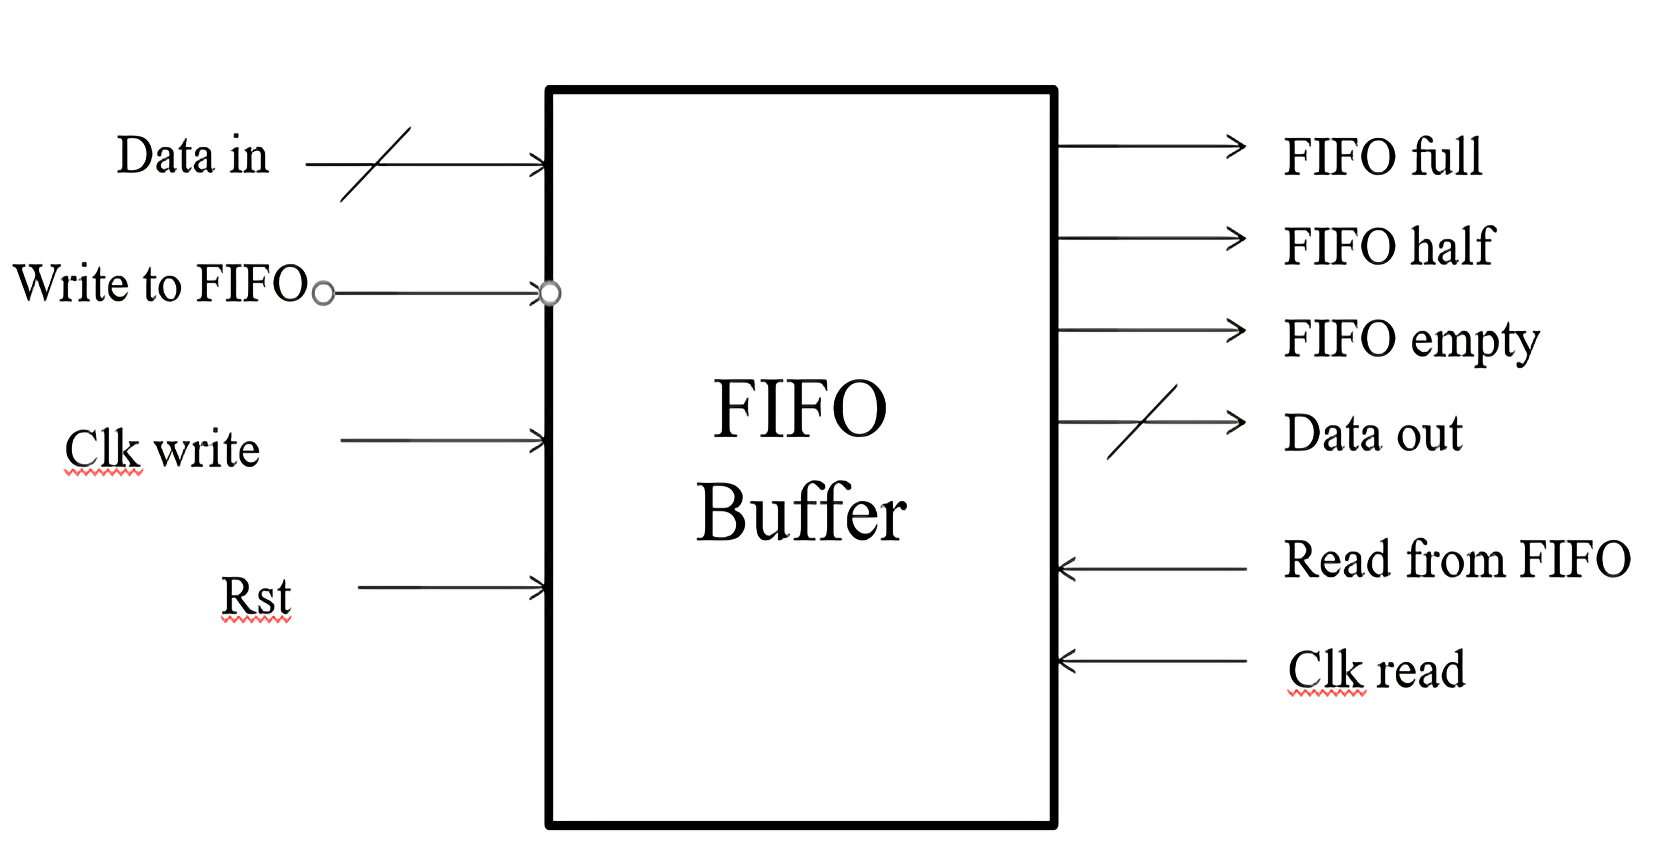 Data in
Write to FIFO
Clk write
Rst
FIFO
Buffer
FIFO full
FIFO half
FIFO empty
Data out
Read from FIFO
Clk read